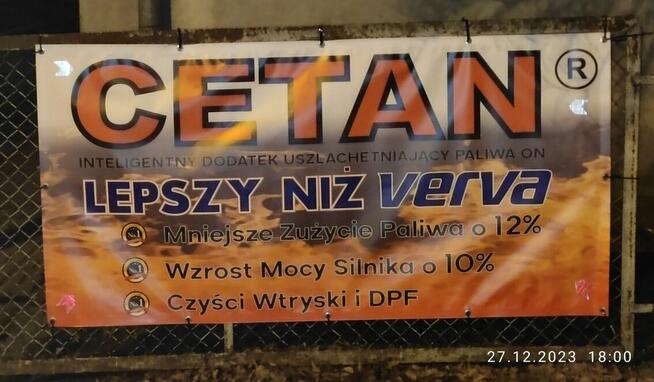 CETAN ®
INTELIGENTNY DODATEK USZLACHETNIAJĄCY PALIWA ON
LEPSZY NIŻ verva
Mniejsze Zużycie Paliwa o 12%
Wzrost Mocy Silnika o 10%
Czyści Wtryski i DPF
27.12.2023 18:00